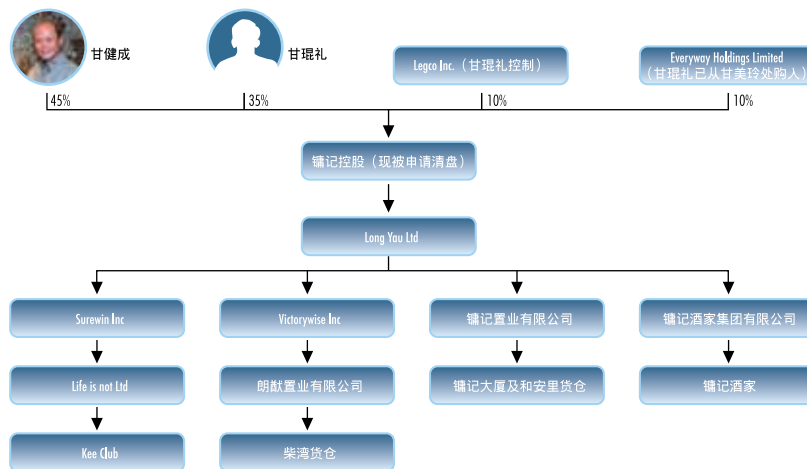 甘健成
甘琨礼
Legco Inc.（甘琨礼控制）
Everyway Holdings Limited
（甘琨礼已从甘美玲处购入）
45%
35%
10%
10%
镛记控股（现被申请清盘）
Long Yau Ltd
Surewin Inc
Victorywise Inc
镛记置业有限公司
镛记酒家集团有限公司
Life is not Ltd
朗猷置业有限公司
镛记大厦及和安里货仓
镛记酒家
Kee Club
柴湾货仓